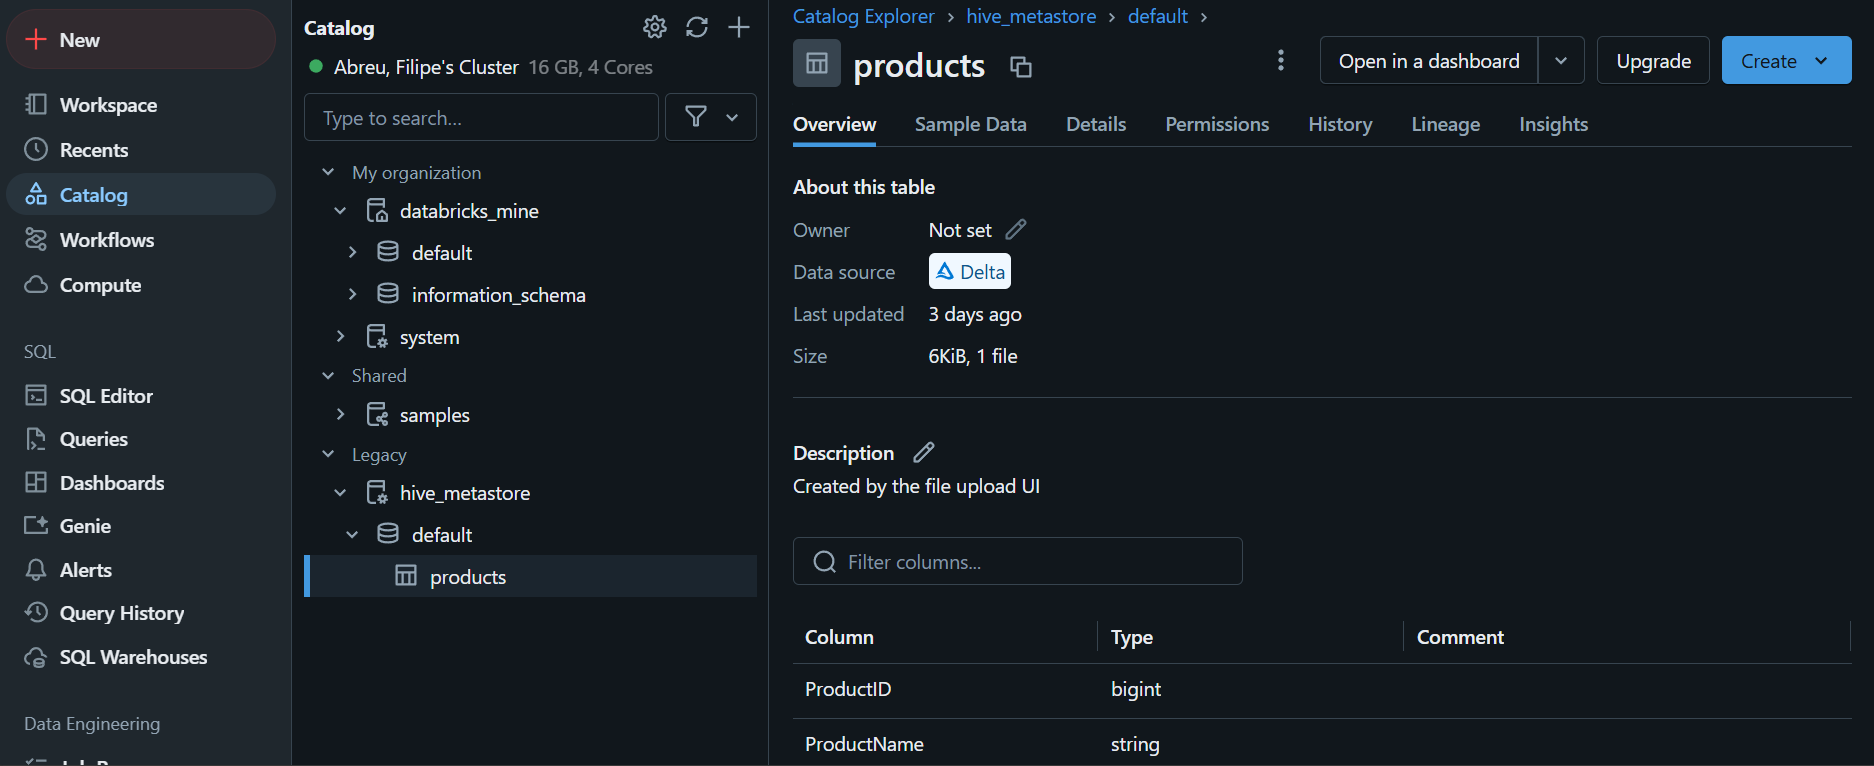 New
Workspace
Recents
Catalog
Workflows
Compute
SQL
SQL Editor
Queries
Dashboards
Genie
Alerts
Query History
SQL Warehouses
Data Engineering
Catalog
Abreu, Filipe's Cluster 16 GB, 4 Cores
Type to search...
My organization
databricks_mine
default
information_schema
system
Shared
samples
Legacy
hive_metastore
default
products
Catalog Explorer > hive_metastore > default >
products
Open in a dashboard
Upgrade
Create
Overview Sample Data Details Permissions History Lineage Insights
About this table
Owner Not set
Data source Delta
Last updated 3 days ago
Size 6KiB, 1 file
Description
Created by the file upload UI
Filter columns...
Column Type Comment
ProductID bigint
ProductName string